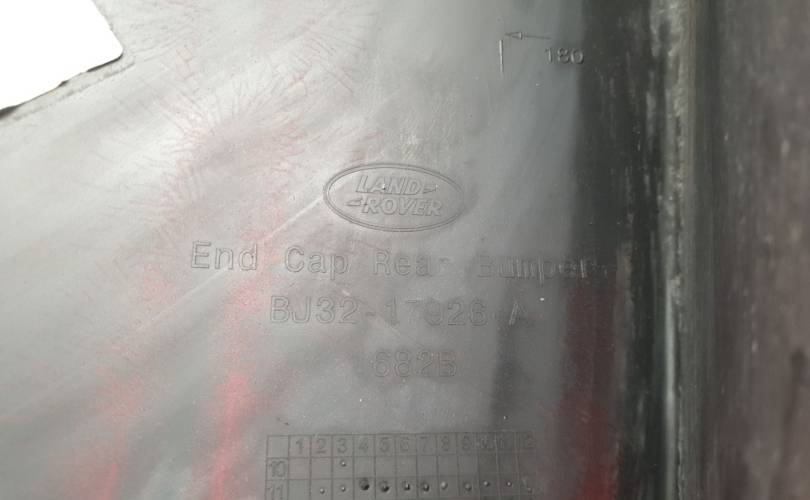 180
LAND
ROVER
End Cap Rear Bumper
BJ32-17926-A
682B
1 2 3 4 5 6 7 8 9 10 11 12
10
11